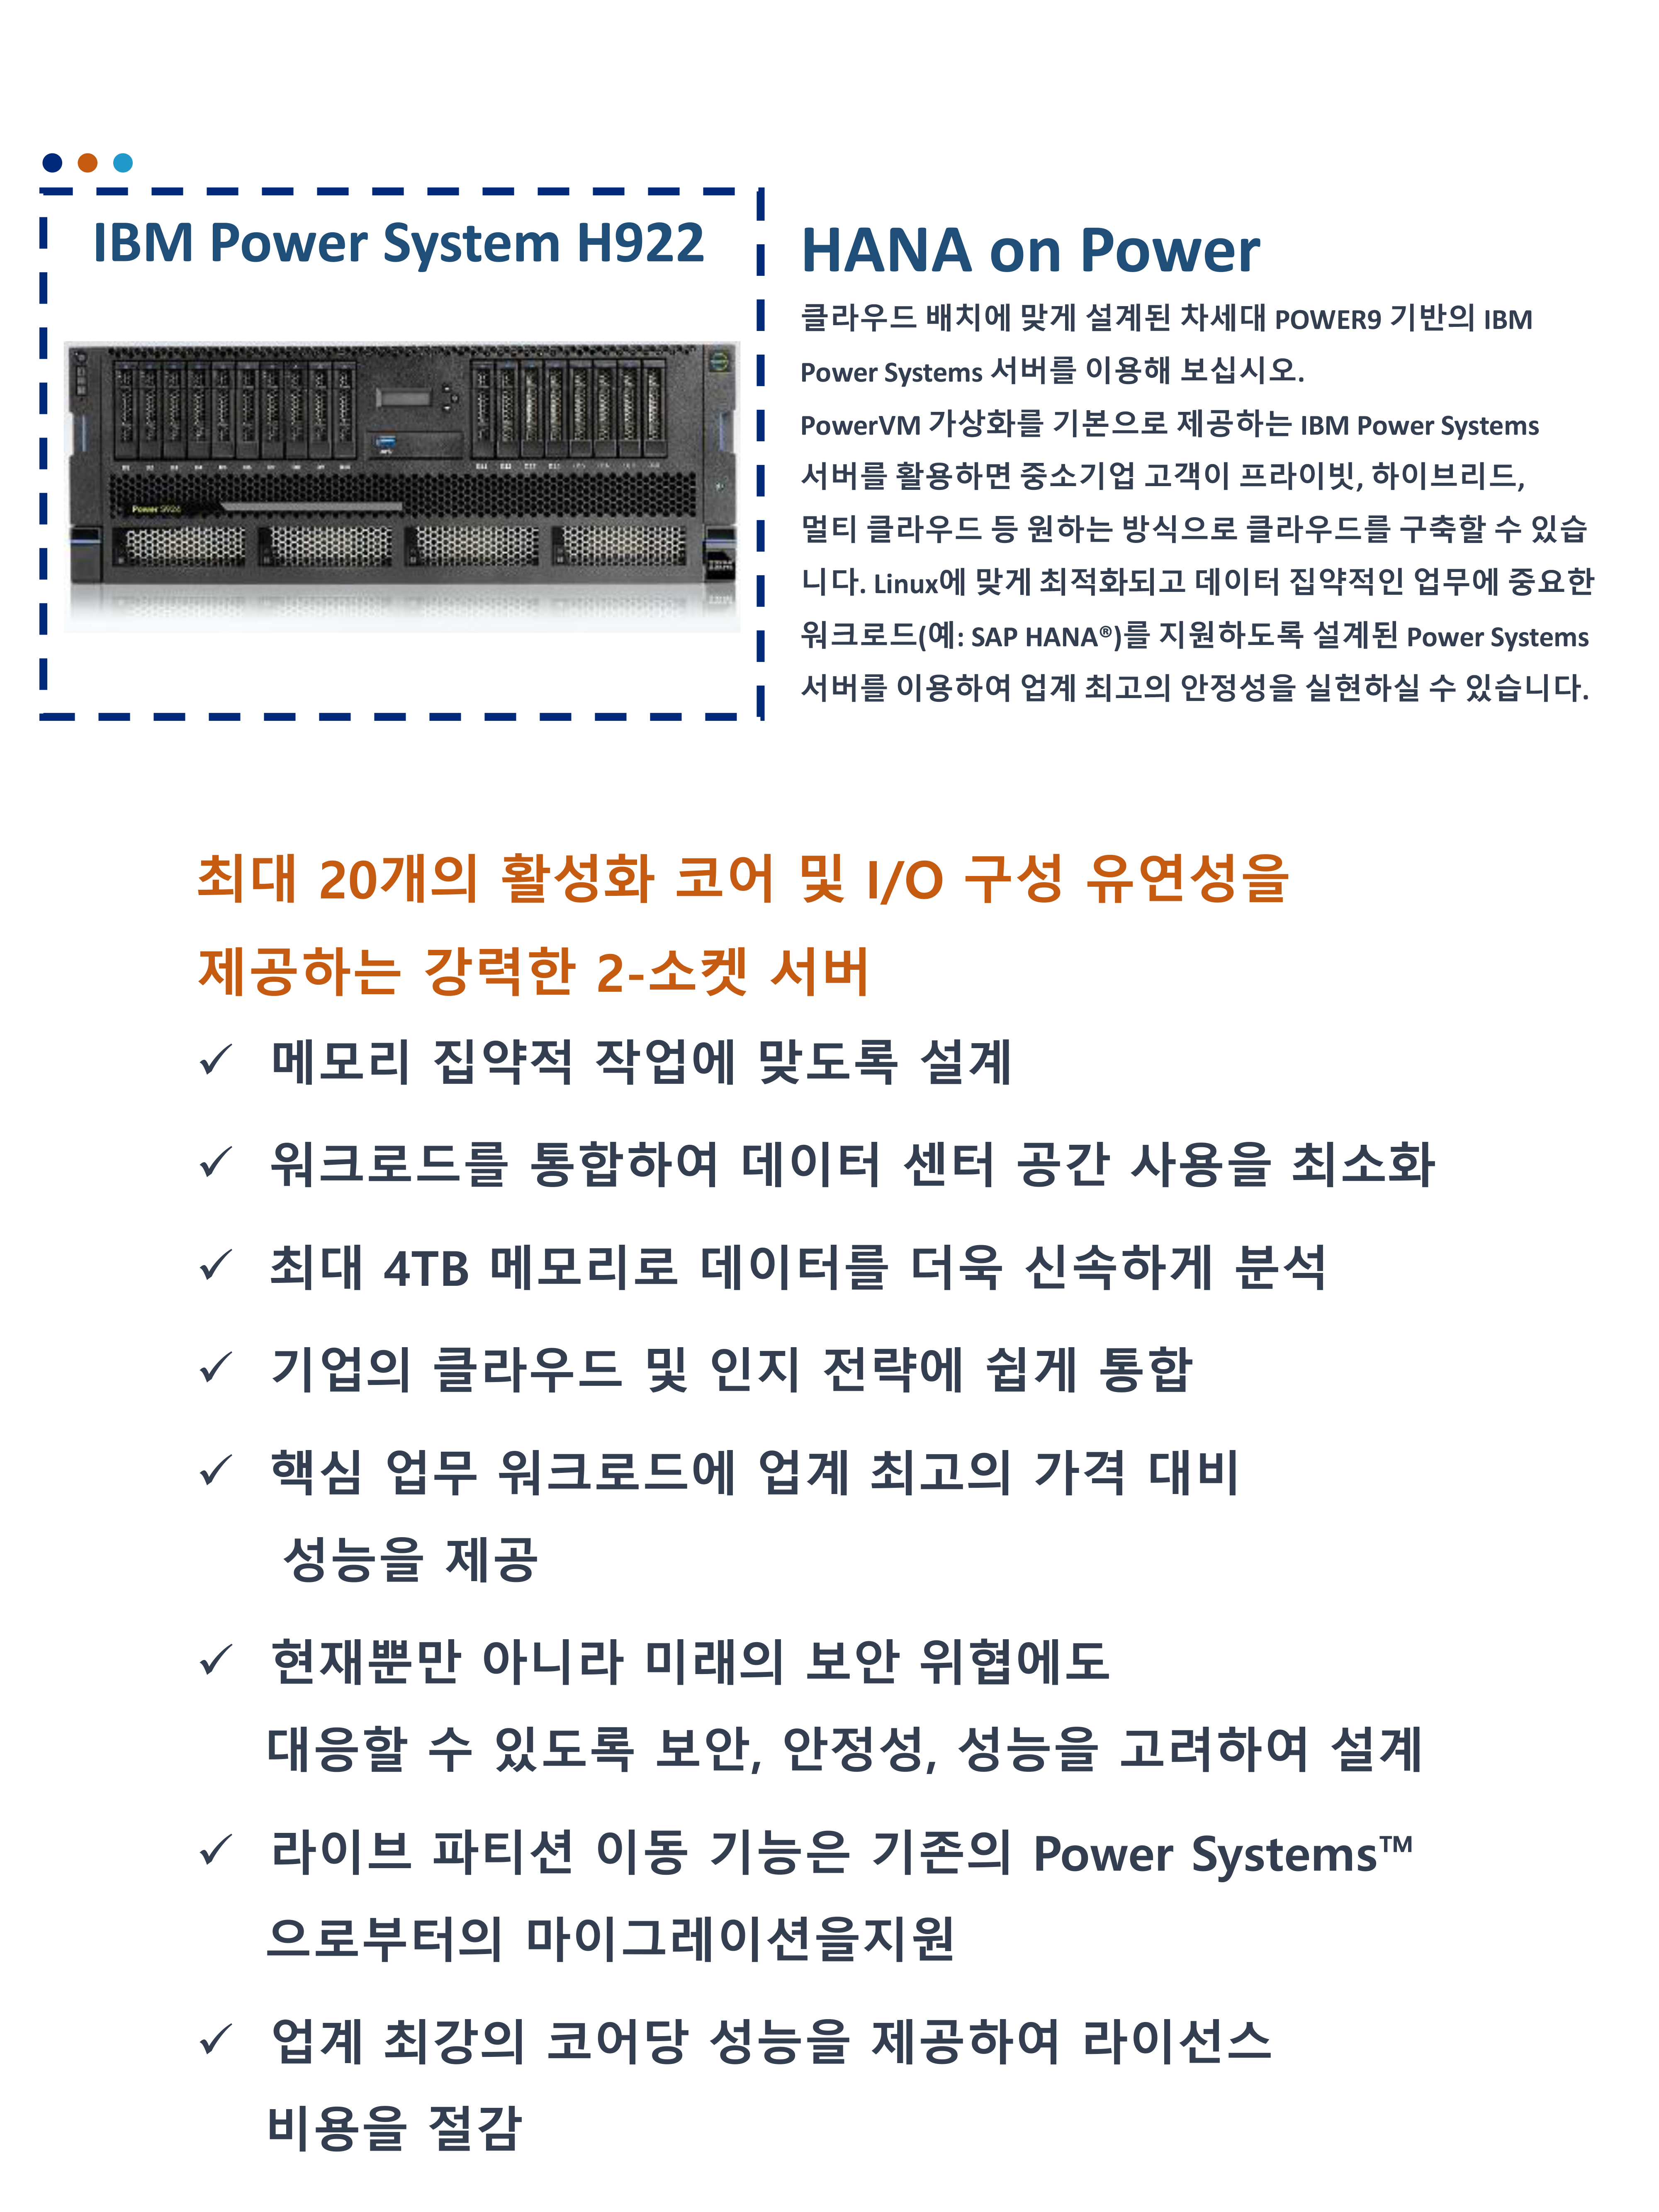 IBM Power System H922
Power S924
HANA on Power
클라우드 배치에 맞게 설계된 차세대 POWER9 기반의 IBM
Power Systems 서버를 이용해 보십시오.
PowerVM 가상화를 기본으로 제공하는 IBM Power Systems
서버를 활용하면 중소기업 고객이 프라이빗, 하이브리드,
멀티 클라우드 등 원하는 방식으로 클라우드를 구축할 수 있습
니다. Linux에 맞게 최적화되고 데이터 집약적인 업무에 중요한
워크로드(예: SAP HANA®)를 지원하도록 설계된 Power Systems
서버를 이용하여 업계 최고의 안정성을 실현하실 수 있습니다.
최대 20개의 활성화 코어 및 I/O 구성 유연성을
제공하는 강력한 2-소켓 서버
✓ 메모리 집약적 작업에 맞도록 설계
✓ 워크로드를 통합하여 데이터 센터 공간 사용을 최소화
✓ 최대 4TB 메모리로 데이터를 더욱 신속하게 분석
✓ 기업의 클라우드 및 인지 전략에 쉽게 통합
✓ 핵심 업무 워크로드에 업계 최고의 가격 대비
성능을 제공
✓ 현재뿐만 아니라 미래의 보안 위협에도
대응할 수 있도록 보안, 안정성, 성능을 고려하여 설계
✓ 라이브 파티션 이동 기능은 기존의 Power Systems™
으로부터의 마이그레이션을지원
✓ 업계 최강의 코어당 성능을 제공하여 라이선스
비용을 절감